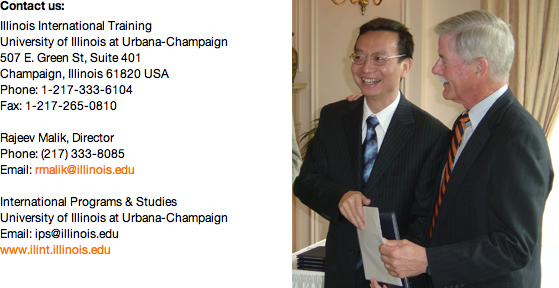 Contact us:
Illinois International Training
University of Illinois at Urbana-Champaign
507 E. Green St, Suite 401
Champaign, Illinois 61820 USA
Phone: 1-217-333-6104
Fax: 1-217-265-0810
Rajeev Malik, Director
Phone: (217) 333-8085
Email: rmalik@illinois.edu
International Programs & Studies
University of Illinois at Urbana-Champaign
Email: ips@illinois.edu
www.ilint.illinois.edu